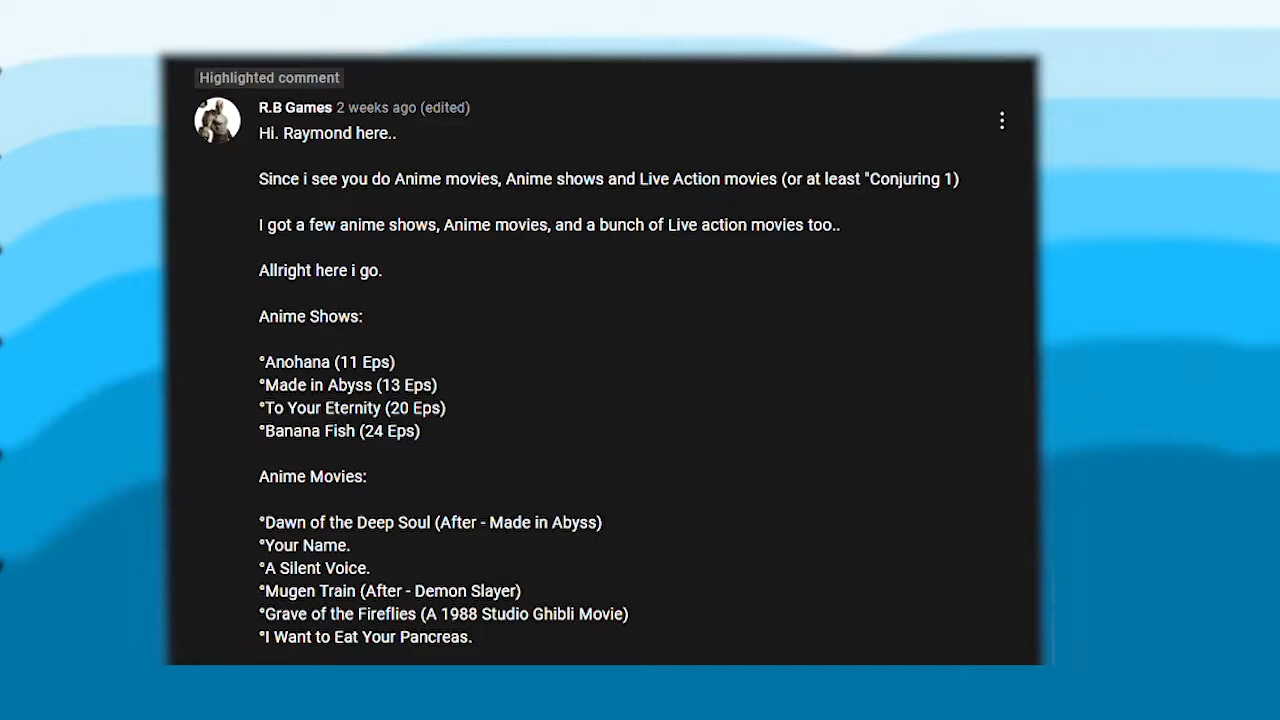 Highlighted comment
R.B Games 2 weeks ago (edited)
Hi. Raymond here..
Since i see you do Anime movies, Anime shows and Live Action movies (or at least "Conjuring 1)
I got a few anime shows, Anime movies, and a bunch of Live action movies too..
Allright here i go.
Anime Shows:
°Anohana (11 Eps)
°Made in Abyss (13 Eps)
°To Your Eternity (20 Eps)
°Banana Fish (24 Eps)
Anime Movies:
°Dawn of the Deep Soul (After - Made in Abyss)
°Your Name.
°A Silent Voice.
°Mugen Train (After - Demon Slayer)
°Grave of the Fireflies (A 1988 Studio Ghibli Movie)
°I Want to Eat Your Pancreas.